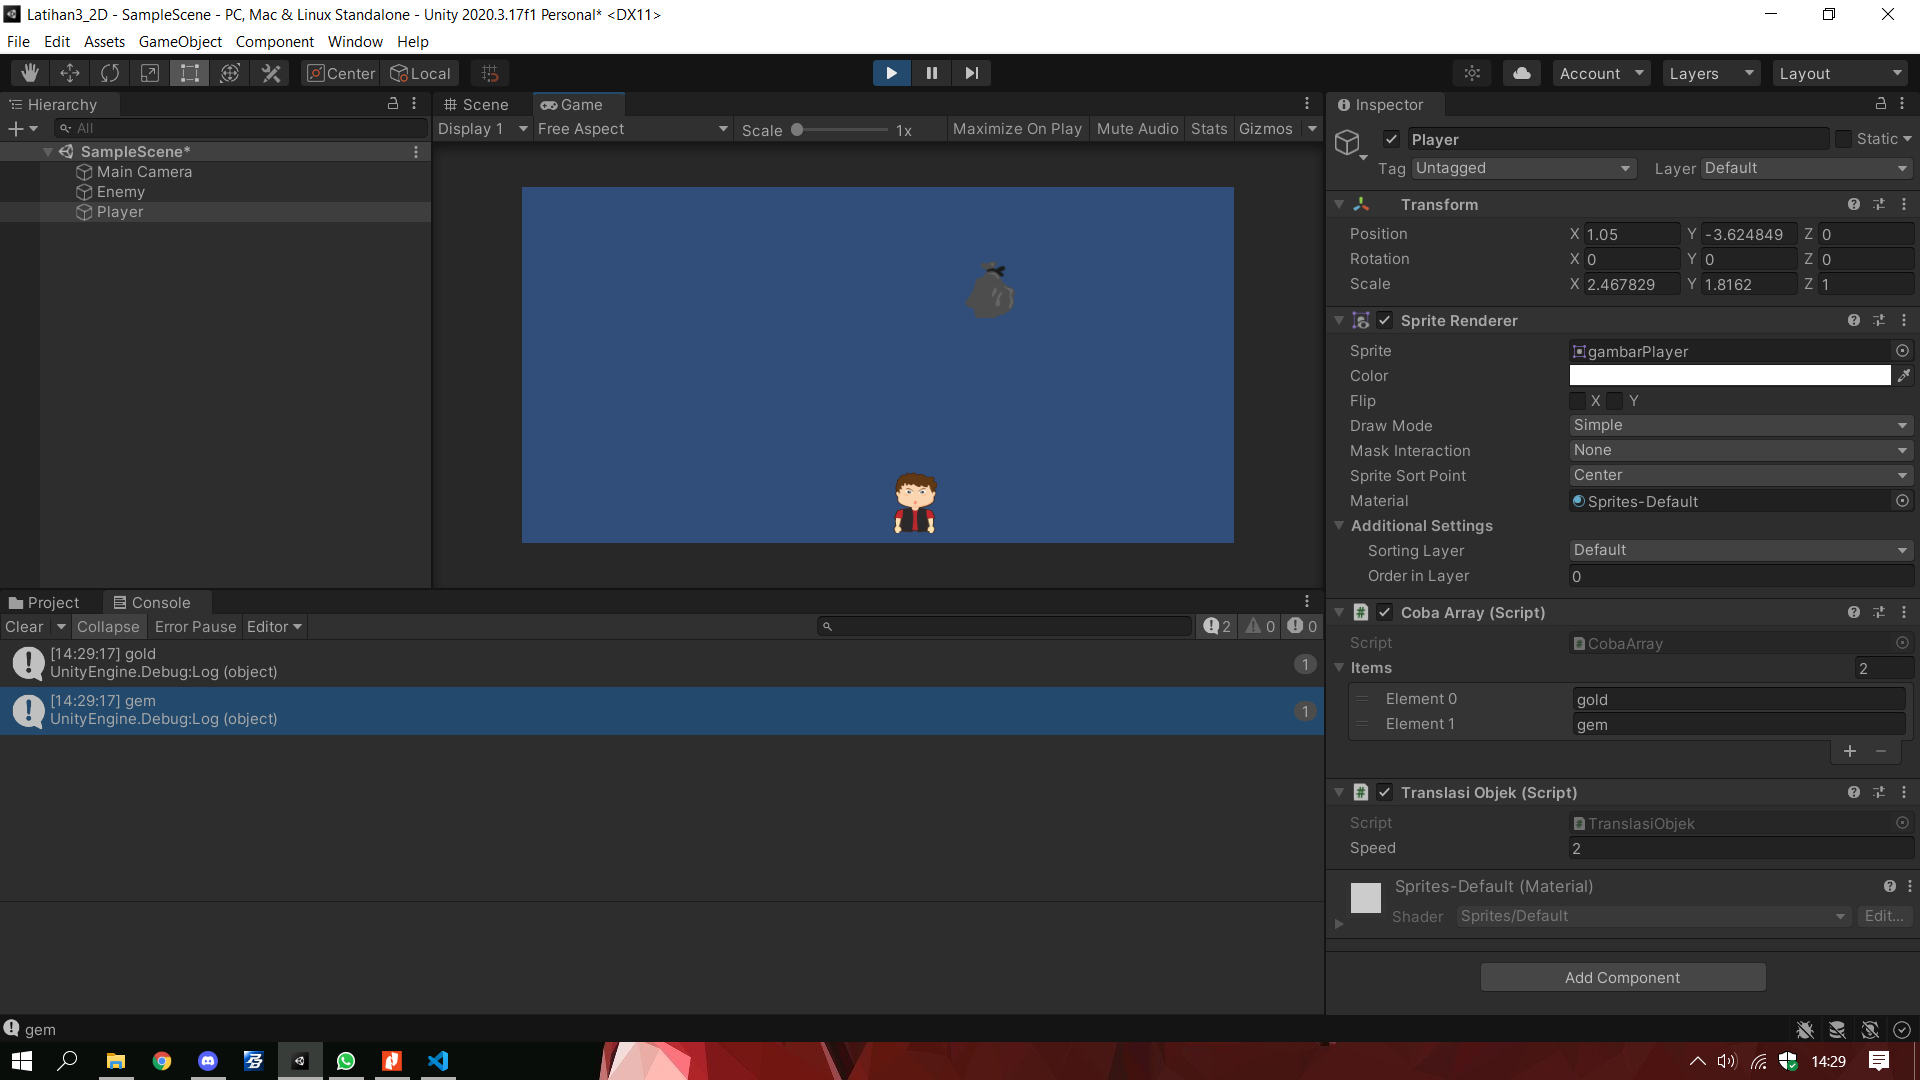 Latihan3_2D - SampleScene - PC, Mac & Linux Standalone - Unity 2020.3.17f1 Personal* <DX11>
File Edit Assets GameObject Component Window Help
Center Local Account Layers Layout
Hierarchy
All
SampleScene*
Main Camera
Enemy
Player
Scene Game
Display 1 Free Aspect Scale 1x Maximize On Play Mute Audio Stats Gizmos
Project Console
Clear Collapse Error Pause Editor 2 0 0
[14:29:17] gold
UnityEngine.Debug:Log (object)
1
[14:29:17] gem
UnityEngine.Debug:Log (object)
1
Inspector
Player Static
Tag Untagged Layer Default
Transform
Position X 1.05 Y -3.624849 Z 0
Rotation X 0 Y 0 Z 0
Scale X 2.467829 Y 1.8162 Z 1
Sprite Renderer
Sprite gambarPlayer
Color
Flip X Y
Draw Mode Simple
Mask Interaction None
Sprite Sort Point Center
Material Sprites-Default
Additional Settings
Sorting Layer Default
Order in Layer 0
# Coba Array (Script)
Script # CobaArray
Items 2
Element 0 gold
Element 1 gem
# Translasi Objek (Script)
Script # TranslasiObjek
Speed 2
Sprites-Default (Material)
Shader Sprites/Default Edit...
Add Component
gem
14:29